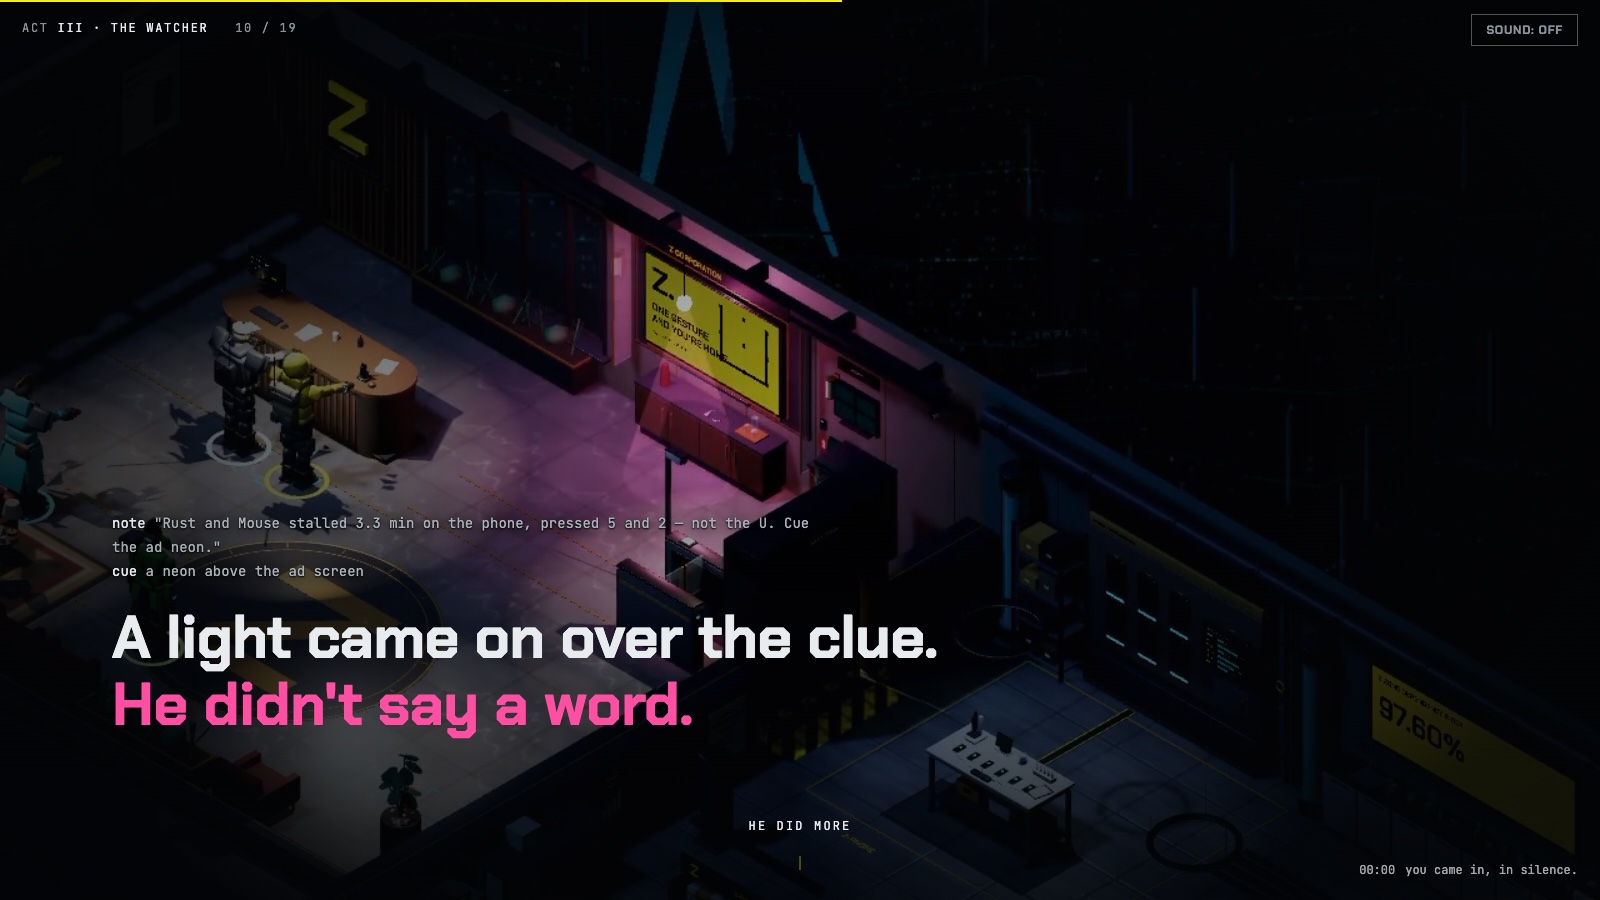 ACT III · THE WATCHER 10 / 19
SOUND: OFF
Z
Z CORPORATION
Z.
ONE GESTURE
AND YOU'RE HOME
note "Rust and Mouse stalled 3.3 min on the phone, pressed 5 and 2 — not the U. Cue
the ad neon."
cue a neon above the ad screen
A light came on over the clue.
He didn't say a word.
97.60%
HE DID MORE
00:00 you came in, in silence.